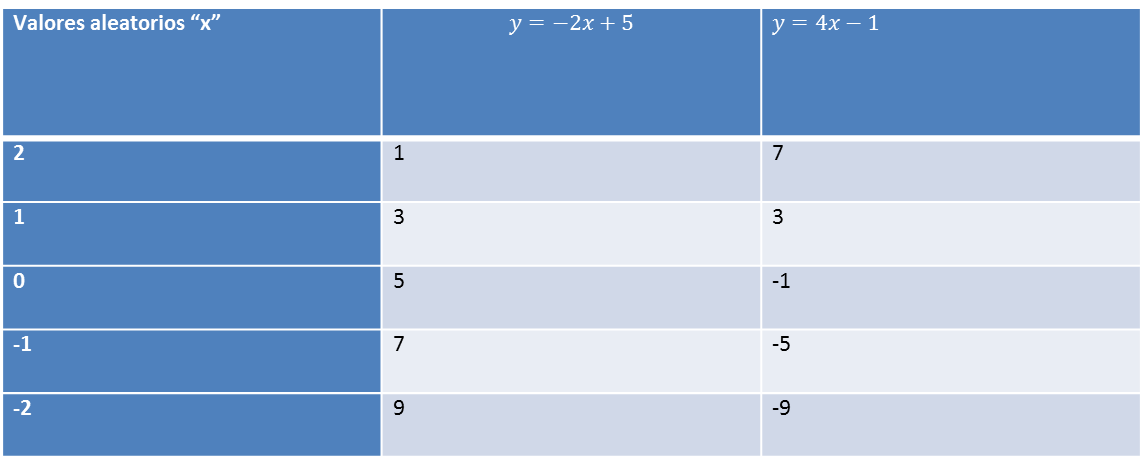 Valores aleatorios “x” y = −2x + 5 y = 4x − 1
2 1 7
1 3 3
0 5 -1
-1 7 -5
-2 9 -9